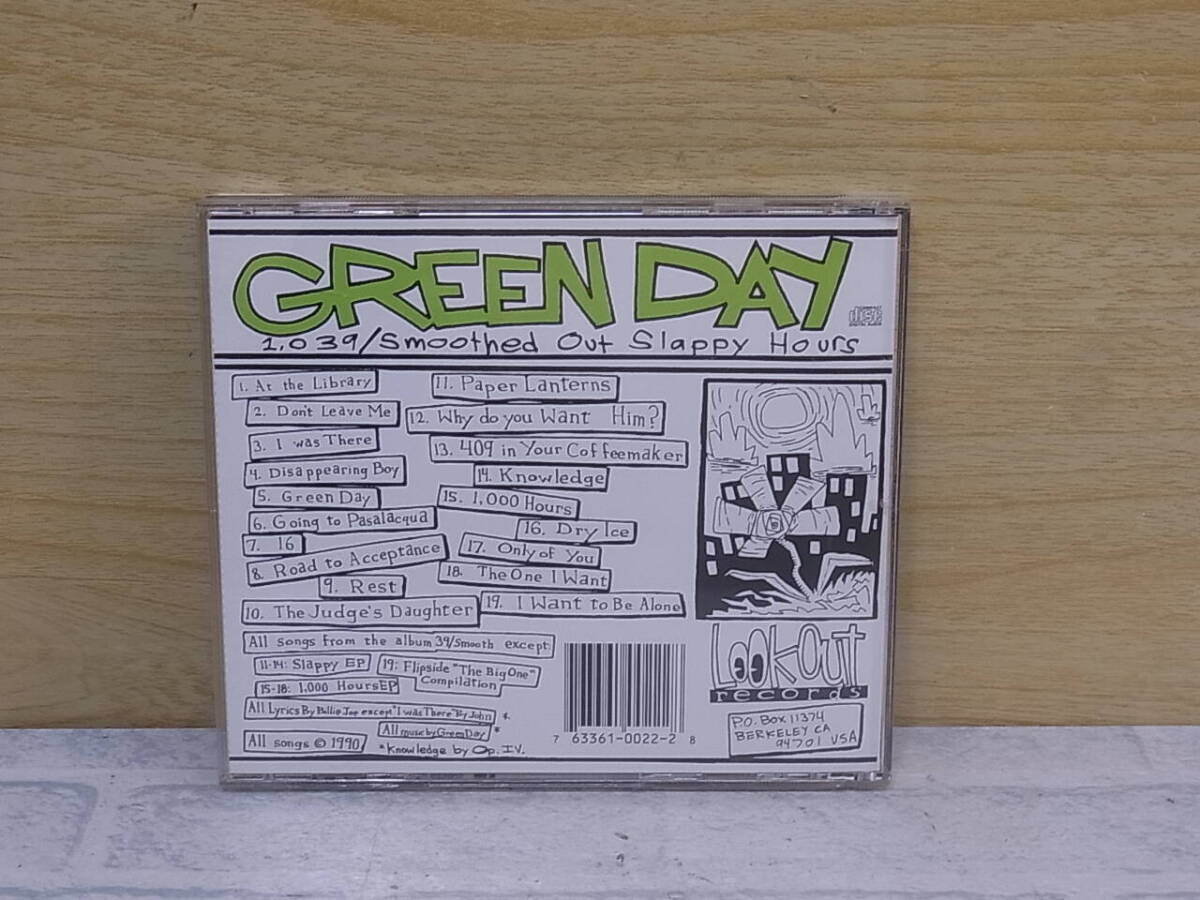 GREEN DAY
1,039/Smoothed Out Slappy Hours
1. At the Library
2. Don't Leave Me
3. I was There
4. Disappearing Boy
5. Green Day
6. Going to Pasalacqua
7. 16
8. Road to Acceptance
9. Rest
10. The Judge's Daughter
11. Paper Lanterns
12. Why do you Want Him?
13. 409 in Your Coffeemaker
14. Knowledge
15. 1,000 Hours
16. Dry Ice
17. Only of You
18. The One I Want
19. I Want to Be Alone
All songs from the album 39/Smooth except:
11-14: Slappy EP
15-18: 1,000 Hours EP
19: Flipside "The Big One"
Compilation
All Lyrics By Billie Joe except "I was There" By John *
All music by Green Day *
All songs © 1990
*Knowledge by Op. IV.
7 63361-0022-2 8
Lookout
records
P.O. Box 11374
BERKELEY CA
94701 USA